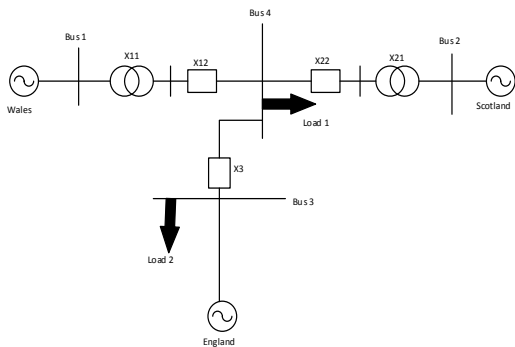 Bus 4
Bus 1
Bus 2
X11
X12
X22
X21
Wales
Scotland
Load 1
X3
Bus 3
Load 2
England